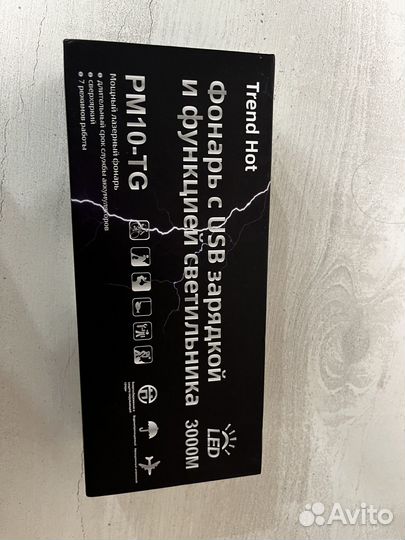 Trend Hot
Фонарь с USB зарядкой
и функцией светильника
LED
3000M
PM10-TG
Мощный лазерный фонарь
• длительный срок службы аккумуляторов
• сверхяркий
• 7 режимов работы
Avito